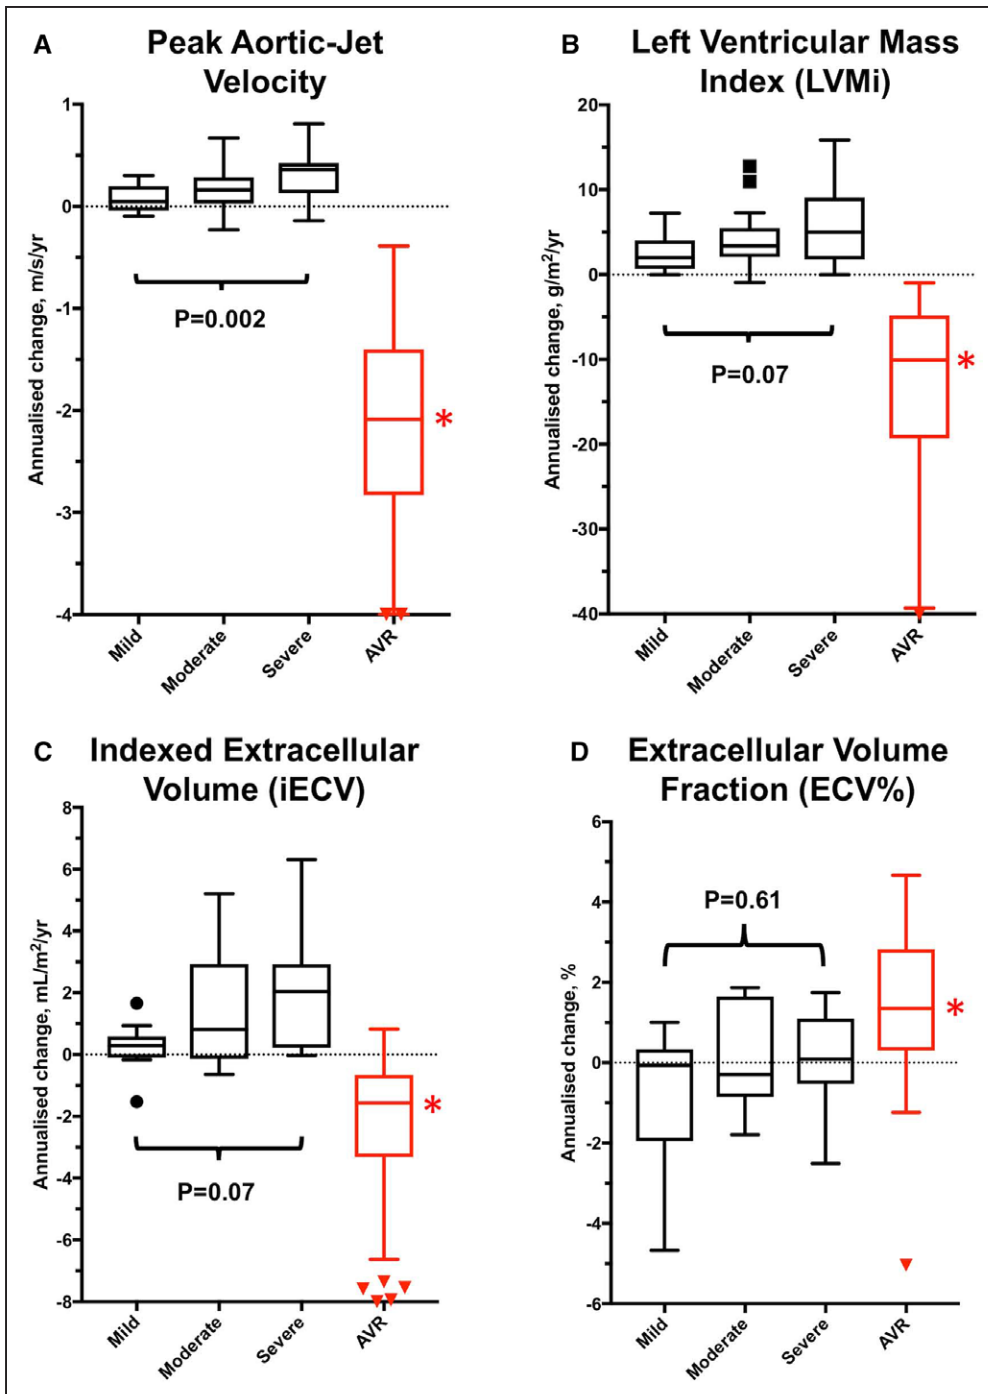 A
Peak Aortic-Jet
Velocity
Annualised change, m/s/yr
1
0
-1
-2
-3
-4
P=0.002
*
Mild
Moderate
Severe
AVR
B
Left Ventricular Mass
Index (LVMi)
Annualised change, g/m²/yr
20
10
0
-10
-20
-30
-40
P=0.07
*
Mild
Moderate
Severe
AVR
C
Indexed Extracellular
Volume (iECV)
Annualised change, mL/m²/yr
8
6
4
2
0
-2
-4
-6
-8
P=0.07
*
Mild
Moderate
Severe
AVR
D
Extracellular Volume
Fraction (ECV%)
Annualised change, %
6
4
2
0
-2
-4
-6
P=0.61
*
Mild
Moderate
Severe
AVR